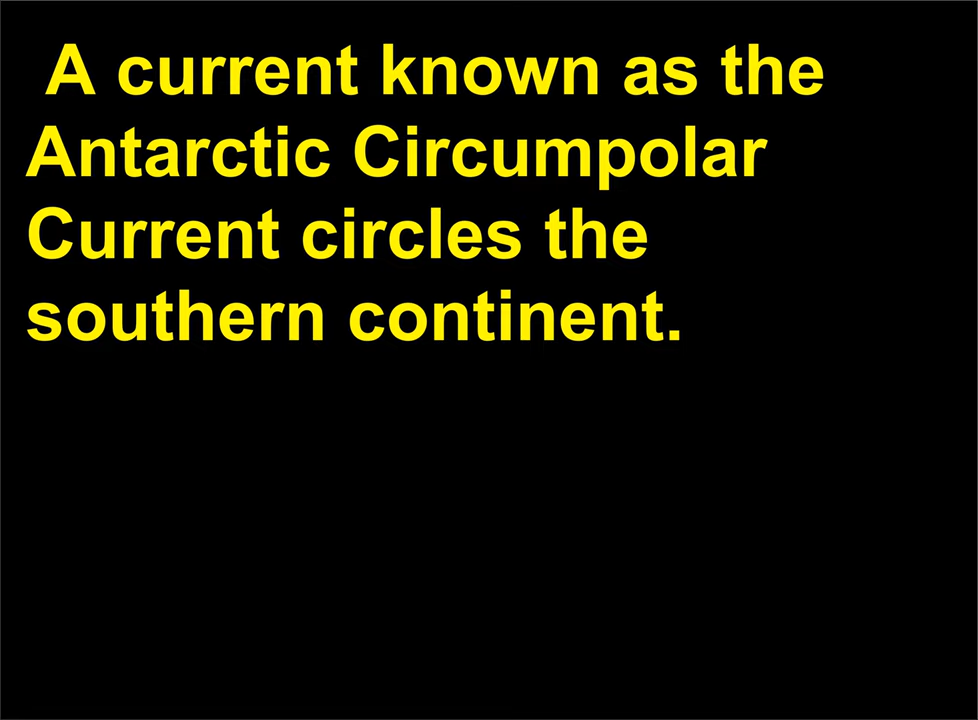 A current known as the
Antarctic Circumpolar
Current circles the
southern continent.